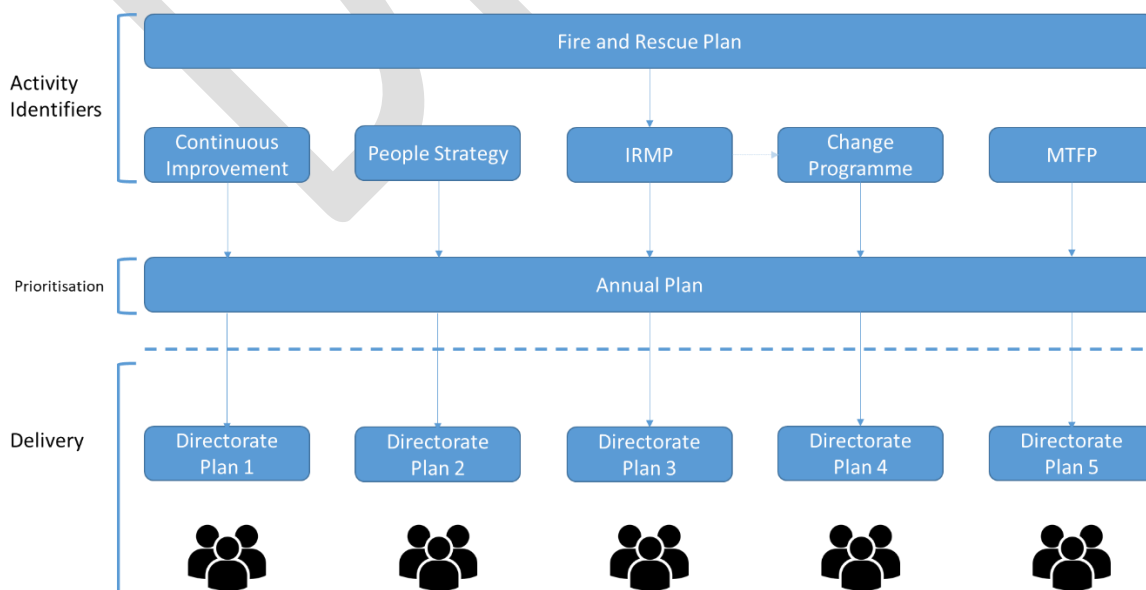 Fire and Rescue Plan
Activity
Identifiers
Continuous
Improvement
People Strategy
IRMP
Change
Programme
MTFP
Prioritisation
Annual Plan
Delivery
Directorate
Plan 1
Directorate
Plan 2
Directorate
Plan 3
Directorate
Plan 4
Directorate
Plan 5